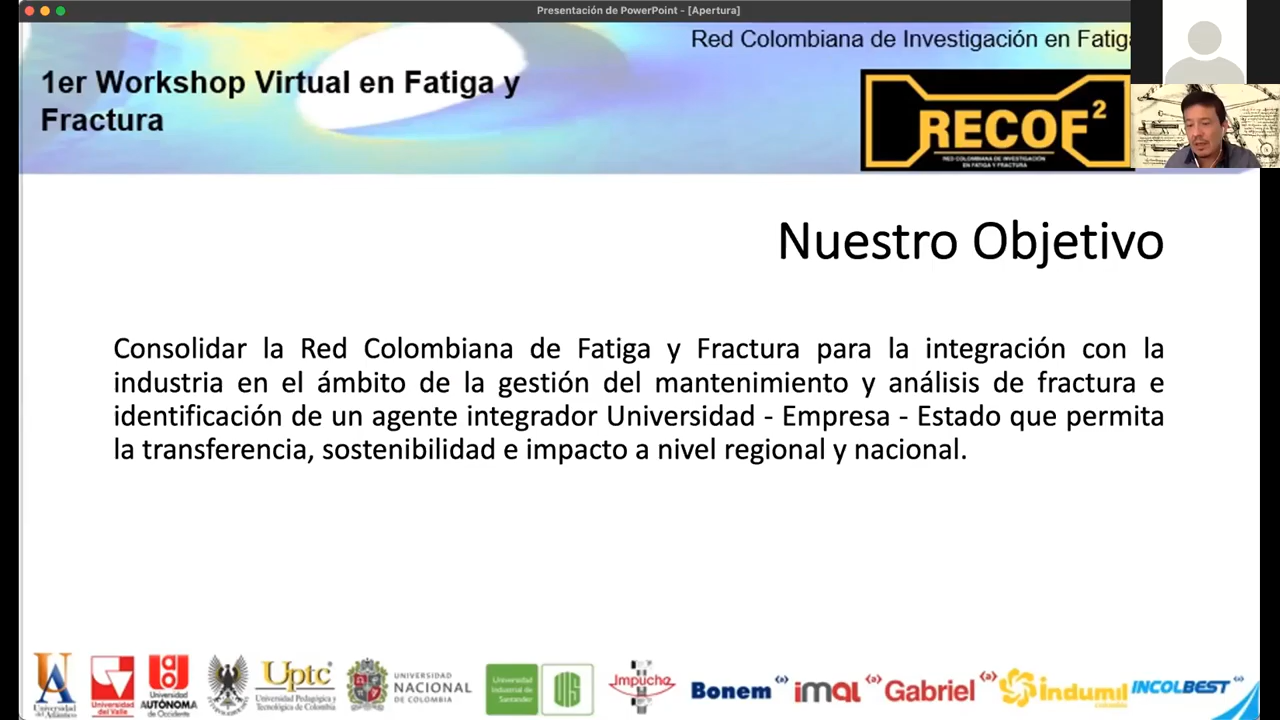 Presentación de PowerPoint - [Apertura]
Red Colombiana de Investigación en Fatiga
1er Workshop Virtual en Fatiga y
Fractura
RECOF²
RED COLOMBIANA DE INVESTIGACIÓN
EN FATIGA Y FRACTURA
Nuestro Objetivo
Consolidar la Red Colombiana de Fatiga y Fractura para la integración con la
industria en el ámbito de la gestión del mantenimiento y análisis de fractura e
identificación de un agente integrador Universidad - Empresa - Estado que permita
la transferencia, sostenibilidad e impacto a nivel regional y nacional.
UA
Universidad
del Atlántico
Universidad
del Valle
Universidad
AUTÓNOMA
de Occidente
Uptc
Universidad Pedagógica y
Tecnológica de Colombia
UNIVERSIDAD
NACIONAL
DE COLOMBIA
Universidad
Industrial de
Santander
UIS
Impuche
Bonem
imal
Gabriel
indumil
colombia
INCOLBEST